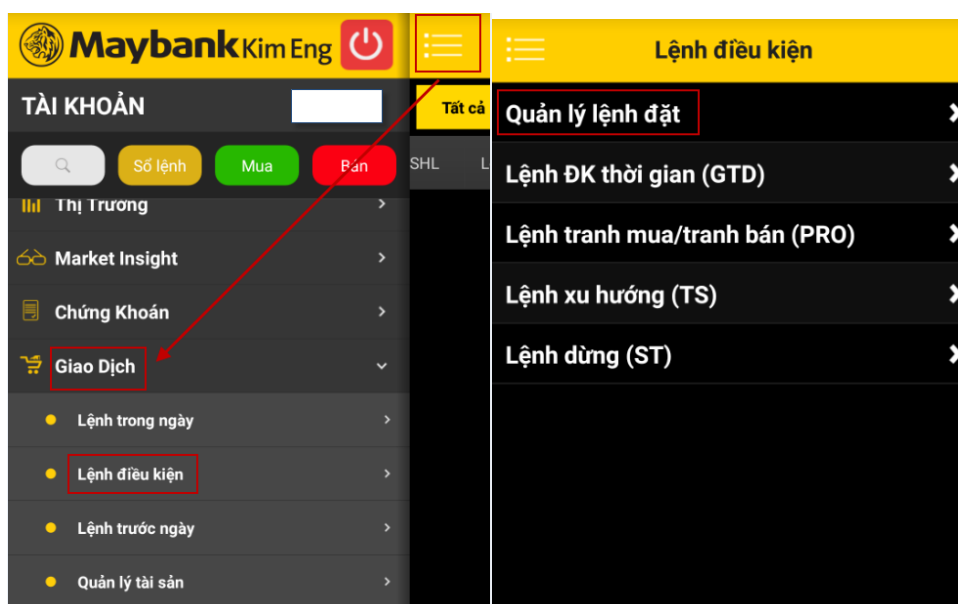 Maybank Kim Eng
TÀI KHOẢN
Sổ lệnh
Mua
Bán
Thị Trường
Market Insight
Chứng Khoán
Giao Dịch
Lệnh trong ngày
Lệnh điều kiện
Lệnh trước ngày
Quản lý tài sản
Tất cả
SHL
L
Lệnh điều kiện
Quản lý lệnh đặt
Lệnh ĐK thời gian (GTD)
Lệnh tranh mua/tranh bán (PRO)
Lệnh xu hướng (TS)
Lệnh dừng (ST)